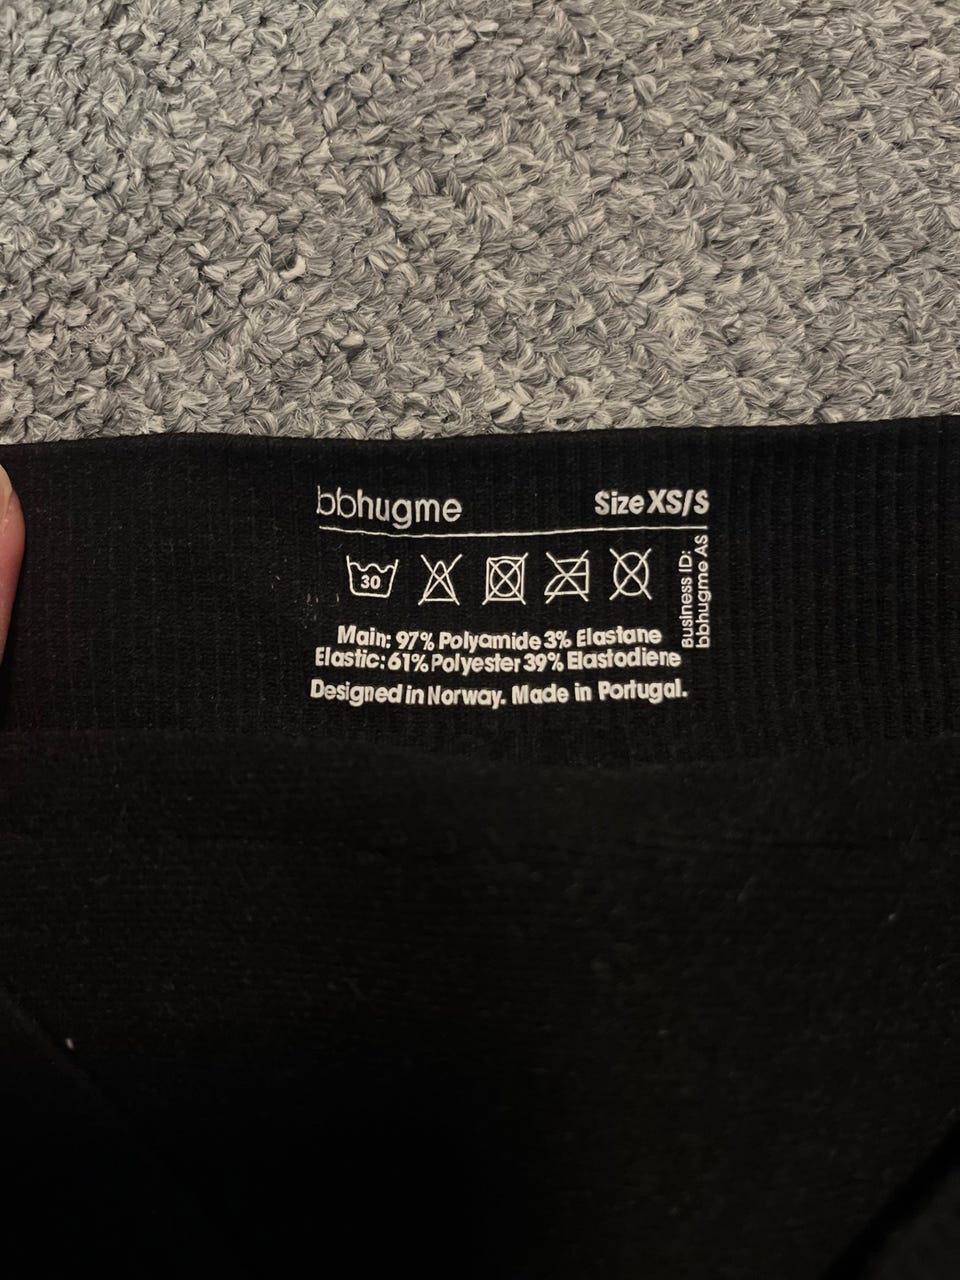 bbhugme Size XS/S
30
Business ID:
bbhugme AS
Main: 97% Polyamide 3% Elastane
Elastic: 61% Polyester 39% Elastodiene
Designed in Norway. Made in Portugal.